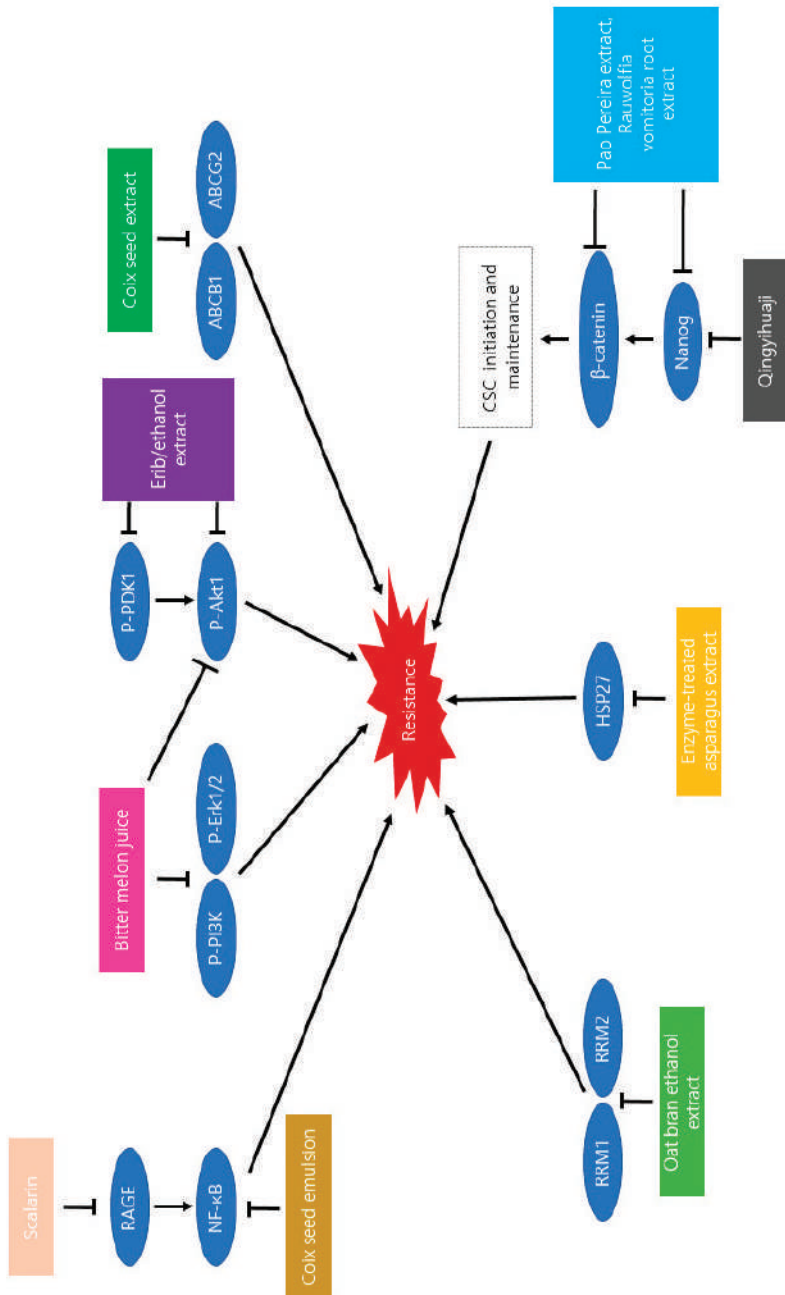 Scalarin
RAGE
NF-κB
Coix seed emulsion
Bitter melon juice
P-PI3K
P-Erk1/2
P-PDK1
P-Akt1
Erib/ethanol
extract
Coix seed extract
ABCB1
ABCG2
Resistance
RRM1
RRM2
Oat bran ethanol
extract
HSP27
Enzyme-treated
asparagus extract
CSC initiation and
maintenance
β-catenin
Nanog
Qingyihuaji
Pao Pereira extract,
Rauwolfia
vomitoria root
extract